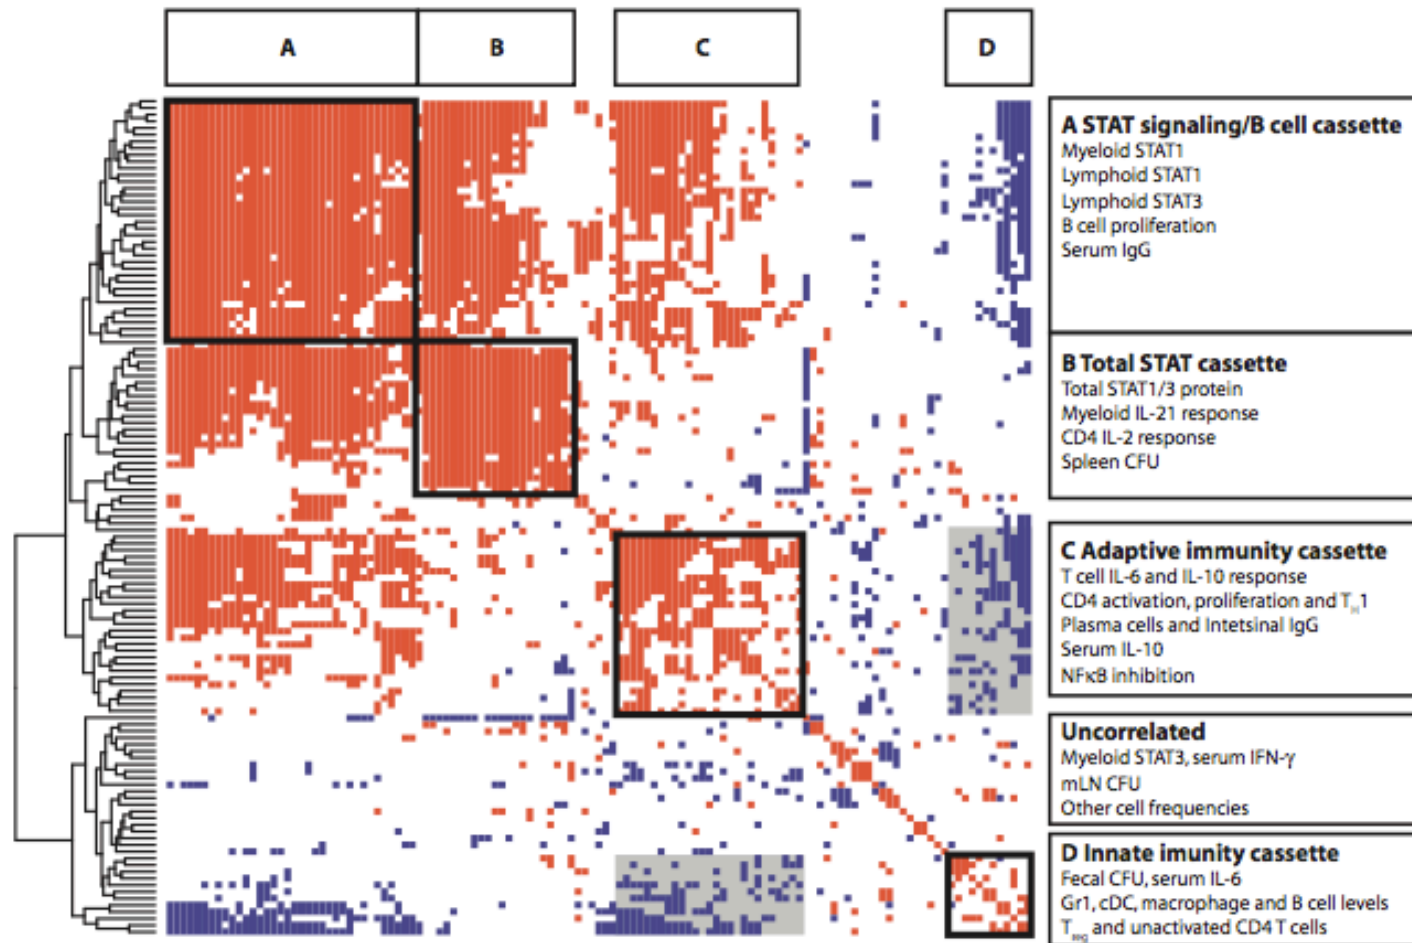 A
B
C
D
A STAT signaling/B cell cassette
Myeloid STAT1
Lymphoid STAT1
Lymphoid STAT3
B cell proliferation
Serum IgG
B Total STAT cassette
Total STAT1/3 protein
Myeloid IL-21 response
CD4 IL-2 response
Spleen CFU
C Adaptive immunity cassette
T cell IL-6 and IL-10 response
CD4 activation, proliferation and TH1
Plasma cells and Intetsinal IgG
Serum IL-10
NFκB inhibition
Uncorrelated
Myeloid STAT3, serum IFN-γ
mLN CFU
Other cell frequencies
D Innate imunity cassette
Fecal CFU, serum IL-6
Gr1, cDC, macrophage and B cell levels
Treg and unactivated CD4 T cells